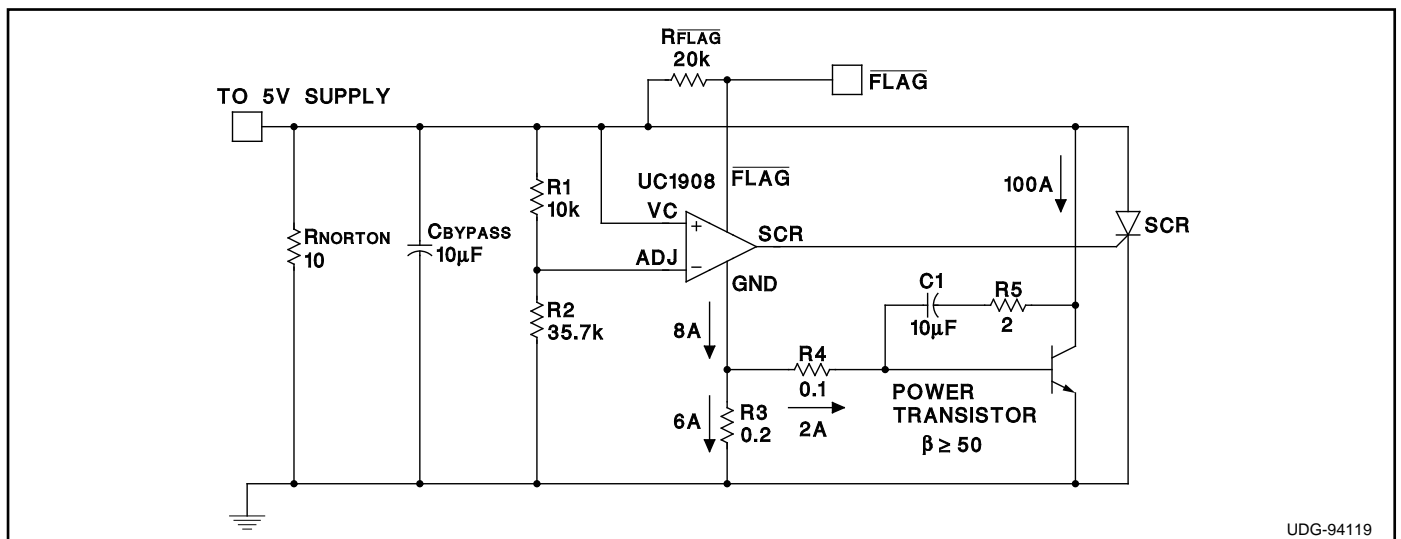 RFLAG
20k
FLAG
TO 5V SUPPLY
UC1908
FLAG
R1
10k
VC
100A
RNORTON
10
CBYPASS
10µF
SCR
SCR
ADJ
GND
R2
35.7k
8A
C1
10µF
R5
2
R4
0.1
6A
R3
0.2
2A
POWER
TRANSISTOR
β ≥ 50
+
−
UDG-94119